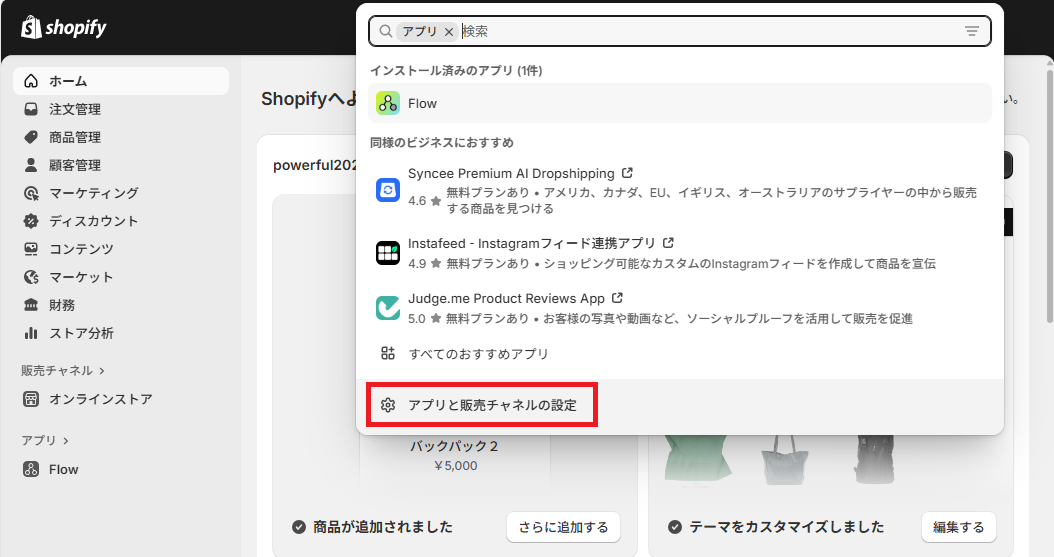 shopify
アプリ
検索
ホーム
注文管理
商品管理
顧客管理
マーケティング
ディスカウント
コンテンツ
マーケット
財務
ストア分析
販売チャネル
オンラインストア
アプリ
Flow
インストール済みのアプリ (1件)
Flow
同様のビジネスにおすすめ
Syncee Premium AI Dropshipping
4.6 ★ 無料プランあり • アメリカ、カナダ、EU、イギリス、オーストラリアのサプライヤーの中から販売
する商品を見つける
Instafeed - Instagramフィード連携アプリ
4.9 ★ 無料プランあり • ショッピング可能なカスタムのInstagramフィードを作成して商品を宣伝
Judge.me Product Reviews App
5.0 ★ 無料プランあり • お客様の写真や動画など、ソーシャルプルーフを活用して販売を促進
すべてのおすすめアプリ
アプリと販売チャネルの設定
Shopifyへよ
い。
powerful202
バックパック２
￥5,000
商品が追加されました
さらに追加する
テーマをカスタマイズしました
編集する